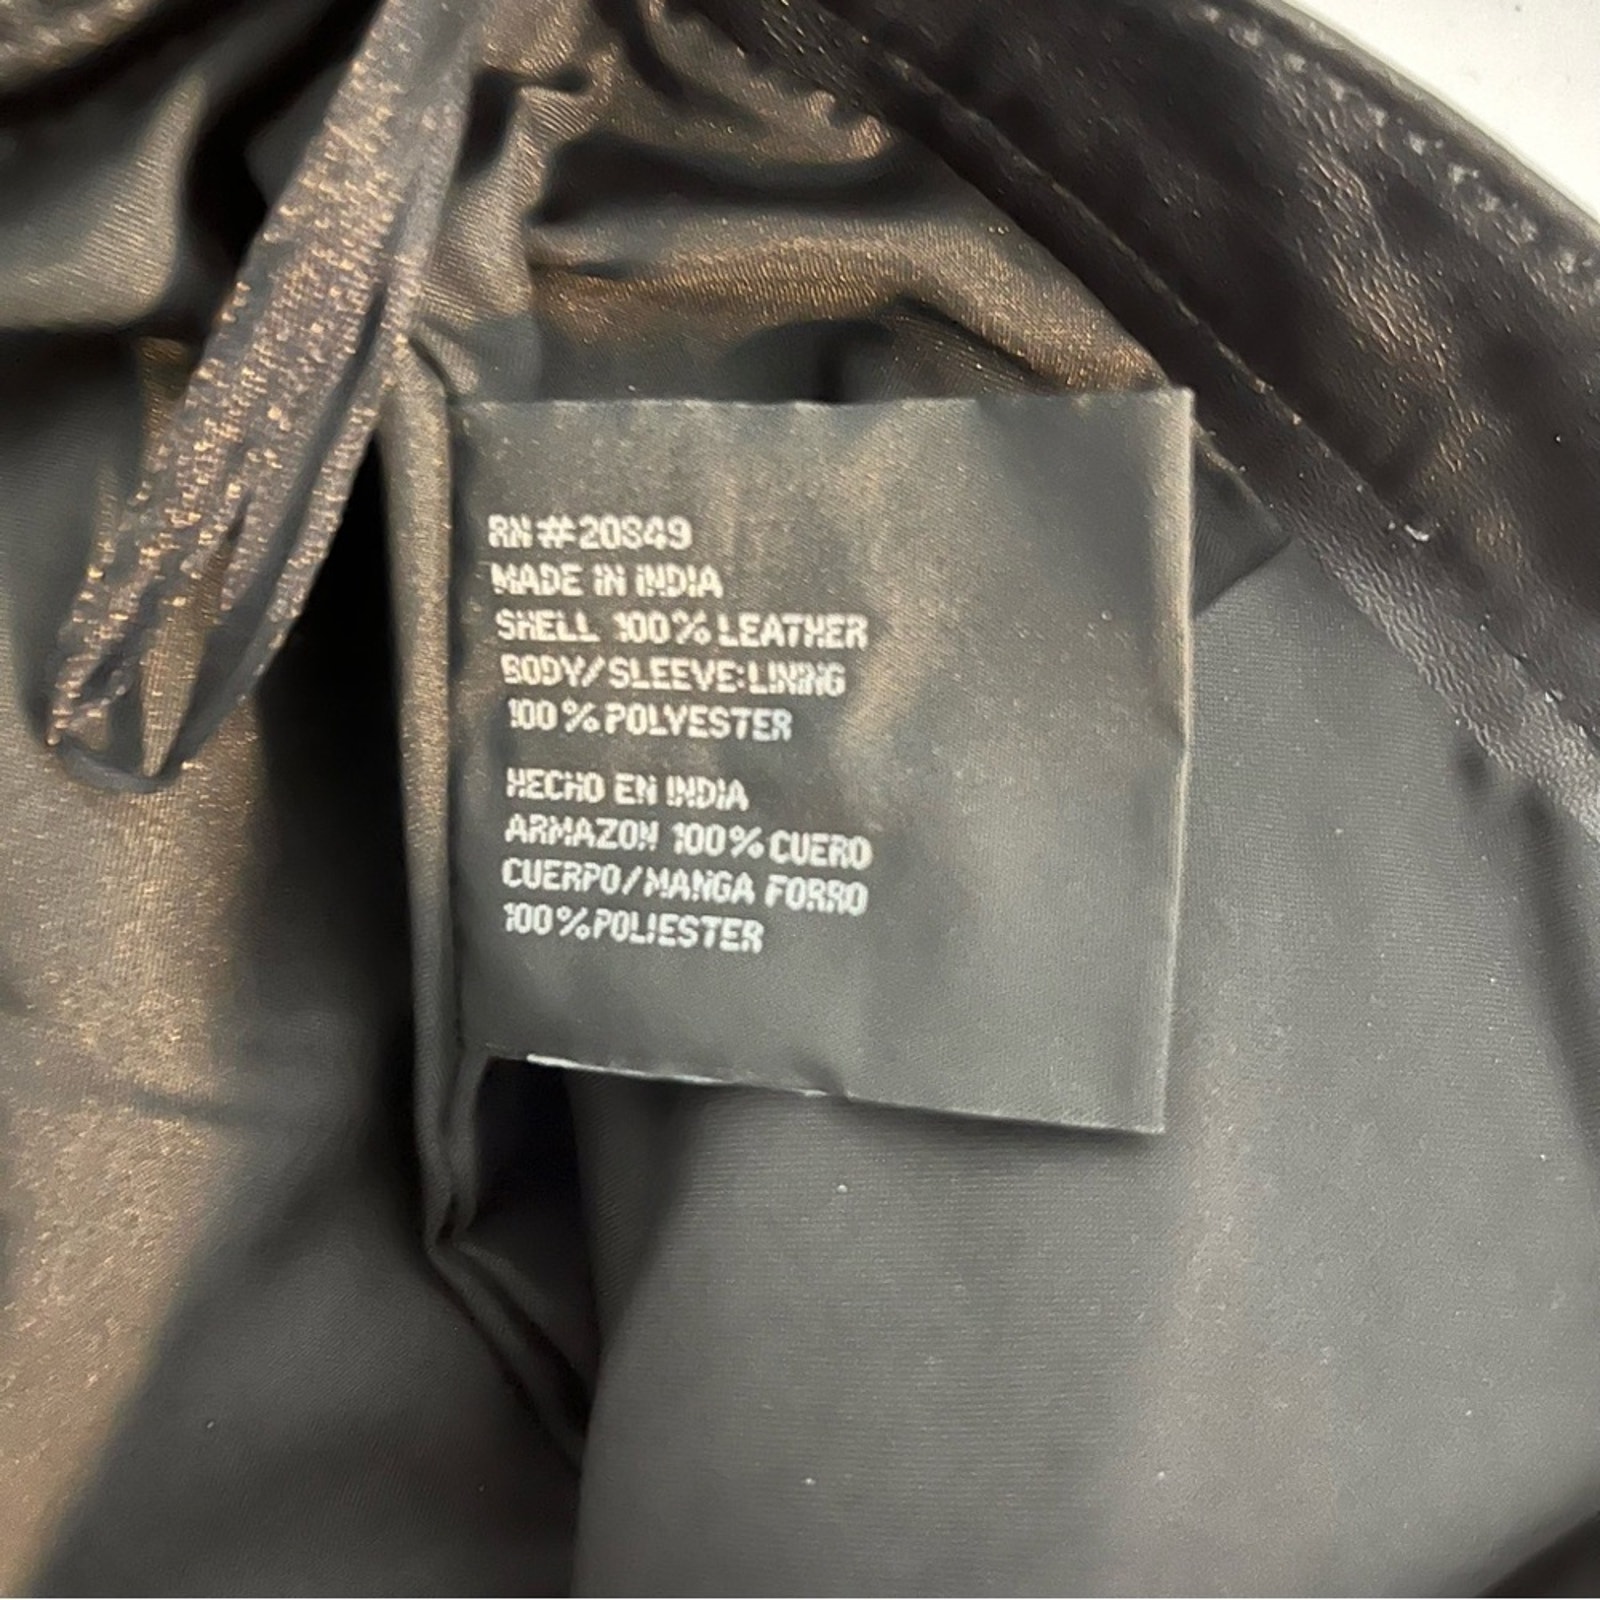 RN#20849
MADE IN INDIA
SHELL 100% LEATHER
BODY/SLEEVE:LINING
100% POLYESTER
HECHO EN INDIA
ARMAZON 100% CUERO
CUERPO/MANGA FORRO
100% POLIESTER